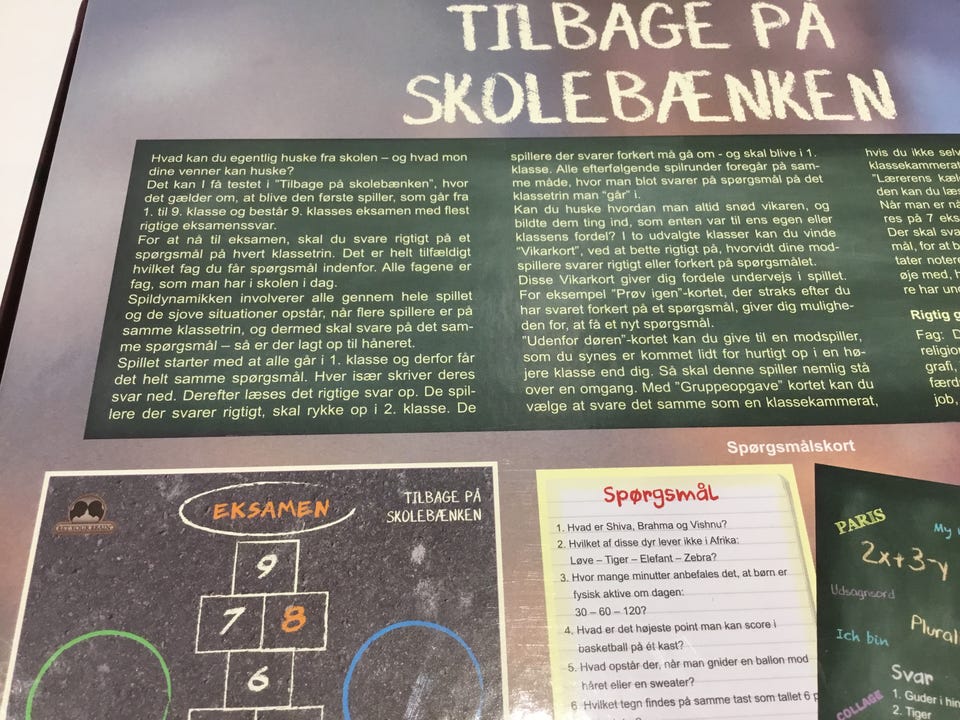 TILBAGE PÅ
SKOLEBÆNKEN
Hvad kan du egentlig huske fra skolen – og hvad mon
dine venner kan huske?
Det kan I få testet i "Tilbage på skolebænken", hvor
det gælder om, at blive den første spiller, som går fra
1. til 9. klasse og består 9. klasses eksamen med flest
rigtige eksamenssvar.
For at nå til eksamen, skal du svare rigtigt på et
spørgsmål på hvert klassetrin. Det er helt tilfældigt
hvilket fag du får spørgsmål indenfor. Alle fagene er
fag, som man har i skolen i dag.
Spildynamikken involverer alle gennem hele spillet
og de sjove situationer opstår, når flere spillere er på
samme klassetrin, og dermed skal svare på det sam-
me spørgsmål – så er der lagt op til håneret.
Spillet starter med at alle går i 1. klasse og derfor får
det helt samme spørgsmål. Hver især skriver deres
svar ned. Derefter læses det rigtige svar op. De spil-
lere der svarer rigtigt, skal rykke op i 2. klasse. De
spillere der svarer forkert må gå om - og skal blive i 1.
klasse. Alle efterfølgende spilrunder foregår på sam-
me måde, hvor man blot svarer på spørgsmål på det
klassetrin man "går" i.
Kan du huske hvordan man altid snød vikaren, og
bildte dem ting ind, som enten var til ens egen eller
klassens fordel? I to udvalgte klasser kan du vinde
"Vikarkort", ved at bette rigtigt på, hvorvidt dine mod-
spillere svarer rigtigt eller forkert på spørgsmålet.
Disse Vikarkort giver dig fordele undervejs i spillet.
For eksempel "Prøv igen"-kortet, der straks efter du
har svaret forkert på et spørgsmål, giver dig mulighe-
den for, at få et nyt spørgsmål.
"Udenfor døren"-kortet kan du give til en modspiller,
som du synes er kommet lidt for hurtigt op i en hø-
jere klasse end dig. Så skal denne spiller nemlig stå
over en omgang. Med "Gruppeopgave" kortet kan du
vælge at svare det samme som en klassekammerat,
hvis du ikke selv
klassekammerat
"Lærerens kæl
den kan du læs
Når man er nå
res på 7 eks
Der skal sva
mål, for at b
tater notere
øje med, h
re har un
Rigtig g
Fag: D
religion
grafi,
færds
job,
Spørgsmålskort
BET YOUR BRAIN
EKSAMEN
TILBAGE PÅ
SKOLEBÆNKEN
9
7 8
6
Spørgsmål
1. Hvad er Shiva, Brahma og Vishnu?
2. Hvilket af disse dyr lever ikke i Afrika:
Løve – Tiger – Elefant – Zebra?
3. Hvor mange minutter anbefales det, at børn er
fysisk aktive om dagen:
30 – 60 – 120?
4. Hvad er det højeste point man kan score i
basketball på ét kast?
5. Hvad opstår der, når man gnider en ballon mod
håret eller en sweater?
6. Hvilket tegn findes på samme tast som tallet 6 p
PARIS
My
2x+3-y
Udsagnsord
Ich bin
Plural
Svar
1. Guder i hin
2. Tiger
COLLAGE